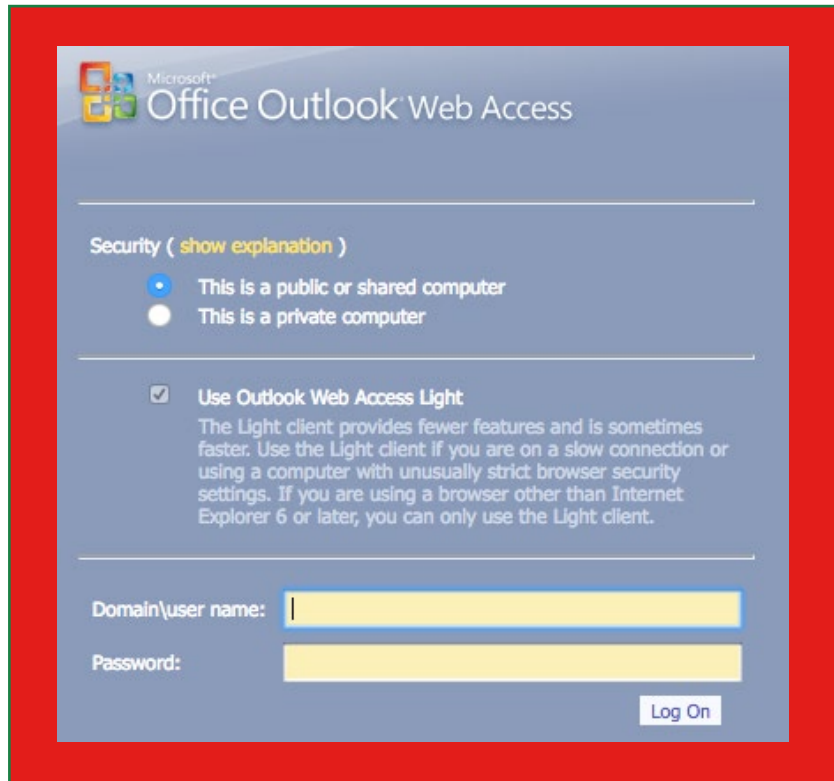 Microsoft®
Office Outlook® Web Access
Security ( show explanation )
This is a public or shared computer
This is a private computer
Use Outlook Web Access Light
The Light client provides fewer features and is sometimes
faster. Use the Light client if you are on a slow connection or
using a computer with unusually strict browser security
settings. If you are using a browser other than Internet
Explorer 6 or later, you can only use the Light client.
Domain\user name:
Password:
Log On